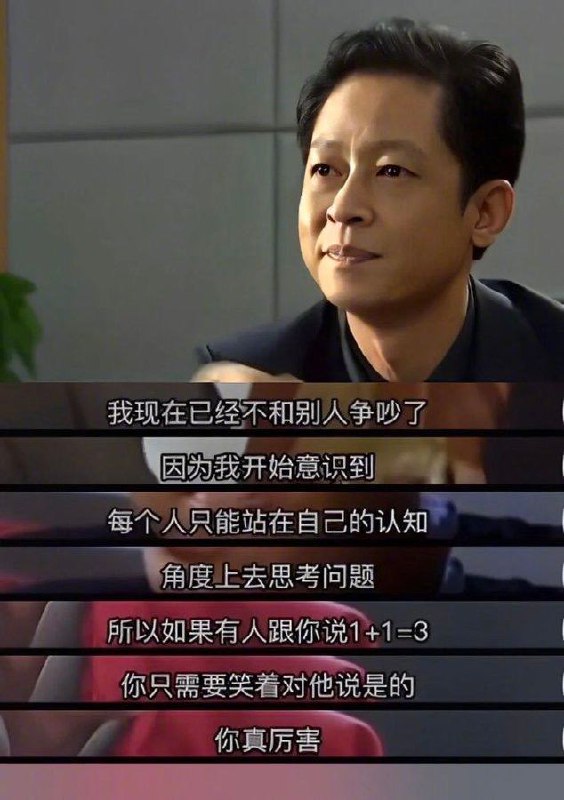 我现在已经不和别人争吵了
因为我开始意识到
每个人只能站在自己的认知
角度上去思考问题
所以如果有人跟你说1+1=3
你只需要笑着对他说是的
你真厉害